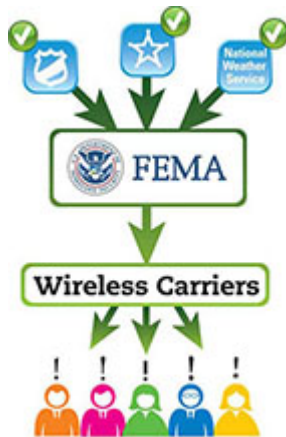 National
Weather
Service
FEMA
Wireless Carriers
! ! ! ! !